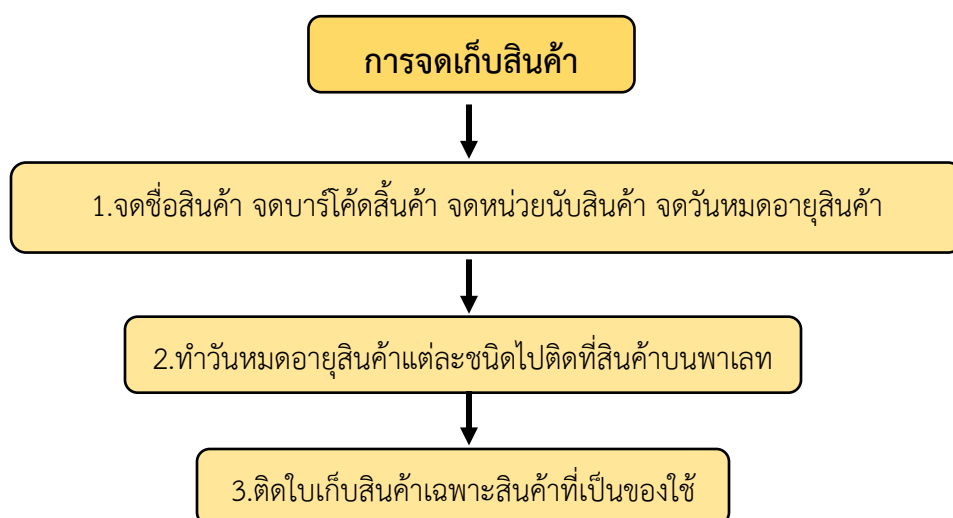 การจดเก็บสินค้า
1.จดชื่อสินค้า จดบาร์โค้ดสิ้นค้า จดหน่วยนับสินค้า จดวันหมดอายุสินค้า
2.ทำวันหมดอายุสินค้าแต่ละชนิดไปติดที่สินค้าบนพาเลท
3.ติดใบเก็บสินค้าเฉพาะสินค้าที่เป็นของใช้